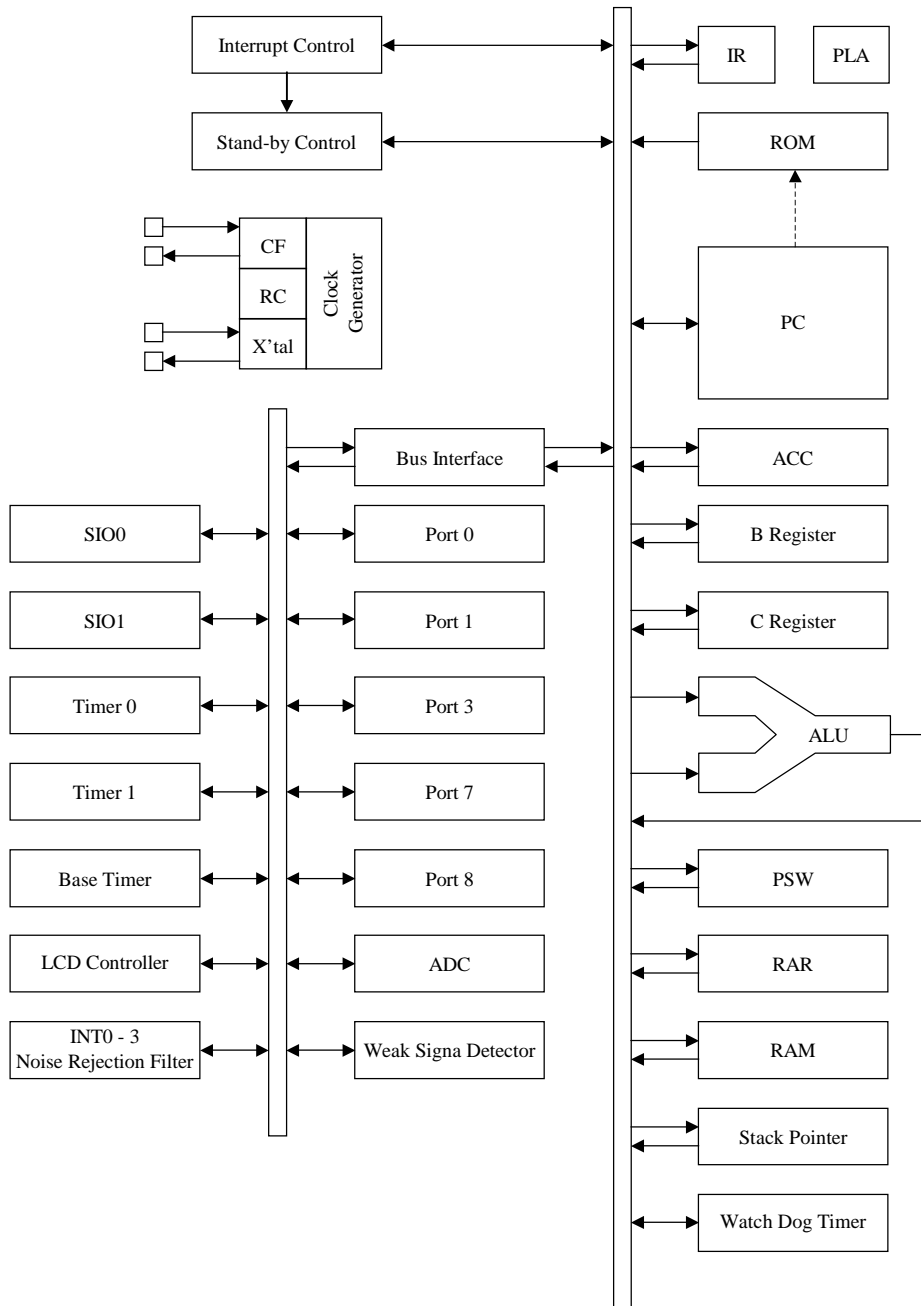 Interrupt Control
IR
PLA
Stand-by Control
ROM
CF
RC
X'tal
Clock
Generator
PC
Bus Interface
ACC
SIO0
Port 0
B Register
SIO1
Port 1
C Register
Timer 0
Port 3
ALU
Timer 1
Port 7
Base Timer
Port 8
PSW
LCD Controller
ADC
RAR
INT0 - 3
Noise Rejection Filter
Weak Signa Detector
RAM
Stack Pointer
Watch Dog Timer